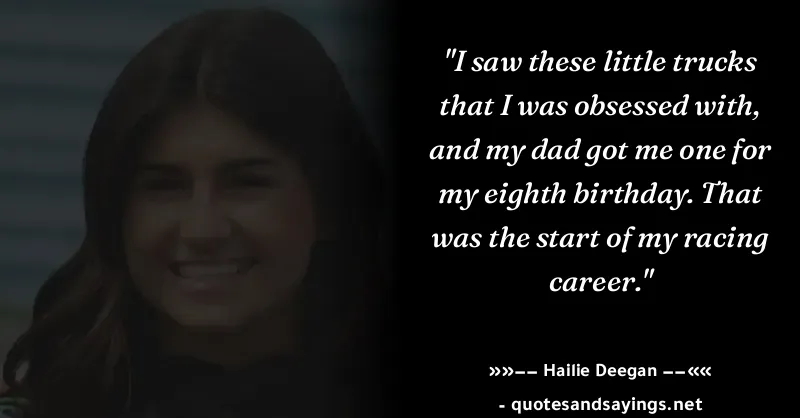 "I saw these little trucks
that I was obsessed with,
and my dad got me one for
my eighth birthday. That
was the start of my racing
career."
»»–– Hailie Deegan ––««
- quotesandsayings.net